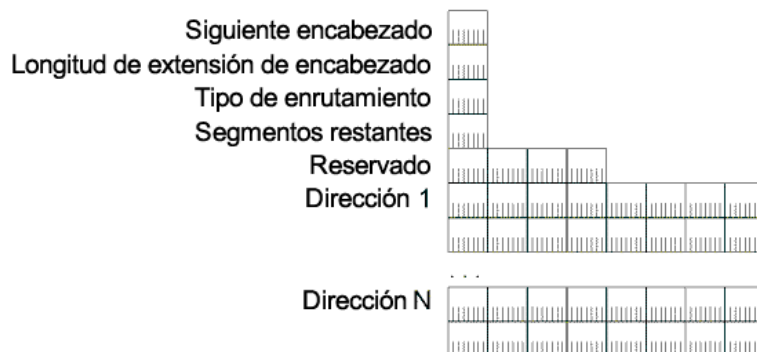 Siguiente encabezado
Longitud de extensión de encabezado
Tipo de enrutamiento
Segmentos restantes
Reservado
Dirección 1
. . .
Dirección N